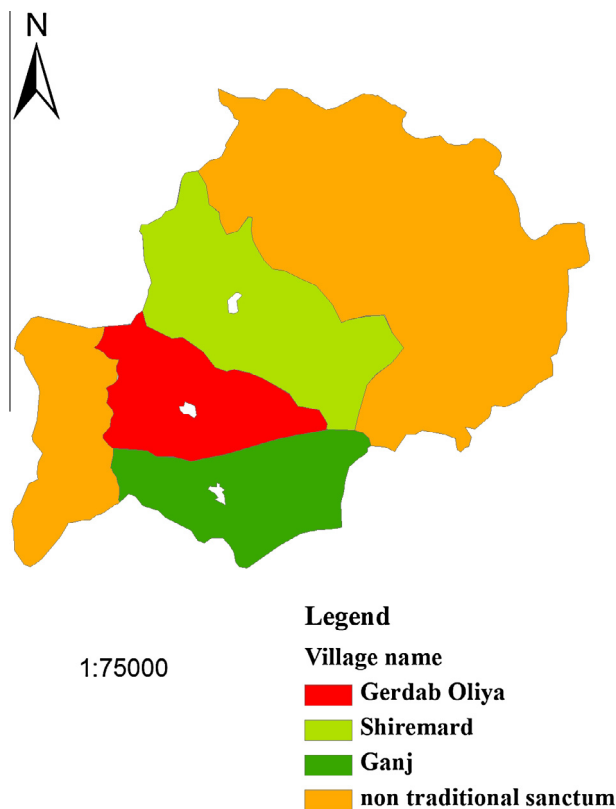 N
1:75000
Legend
Village name
Gerdab Oliya
Shiremard
Ganj
non traditional sanctum